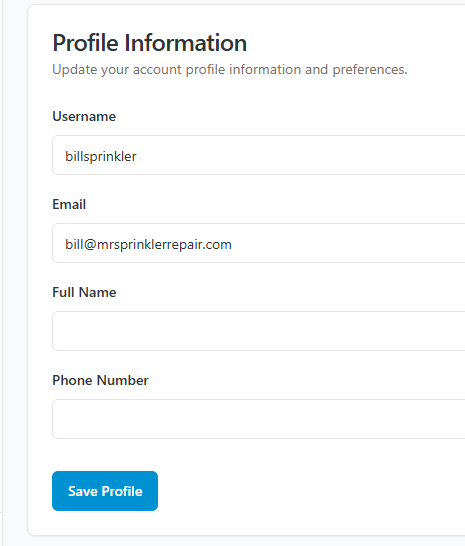 Profile Information
Update your account profile information and preferences.
Username
billsprinkler
Email
bill@mrsprinklerrepair.com
Full Name
Phone Number
Save Profile